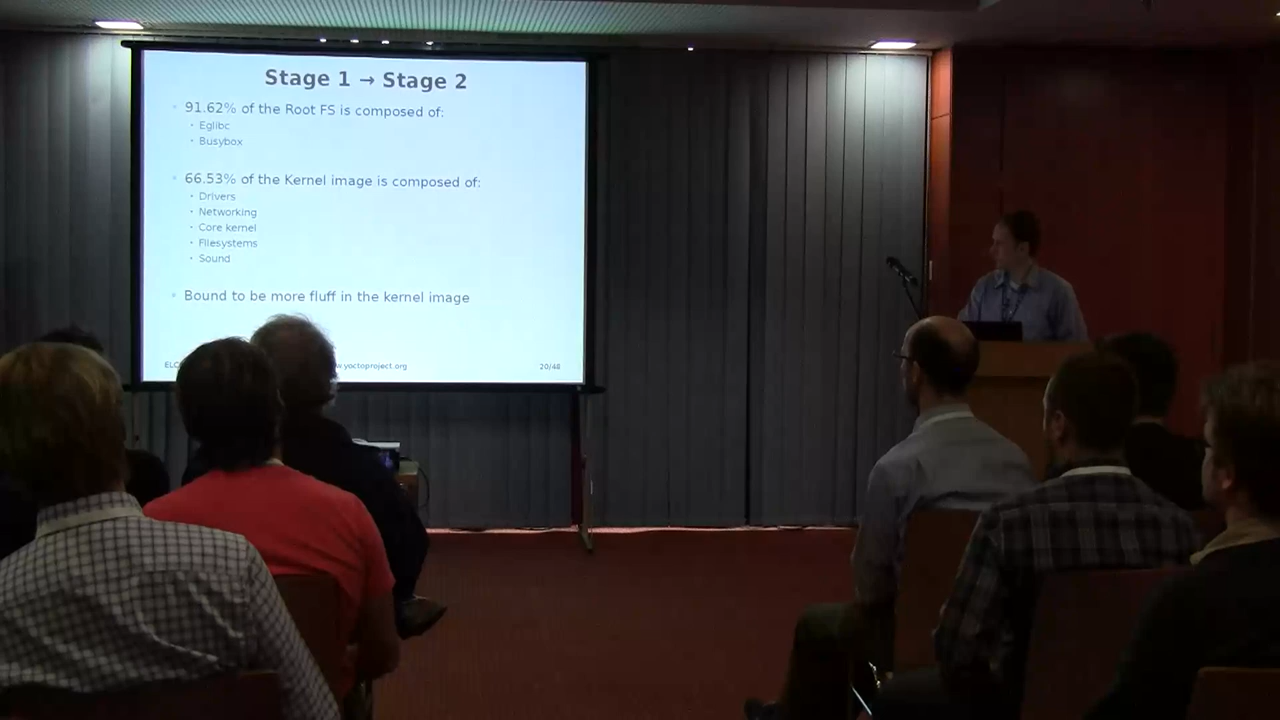 Stage 1 → Stage 2
91.62% of the Root FS is composed of:
Eglibc
Busybox
66.53% of the Kernel image is composed of:
Drivers
Networking
Core kernel
Filesystems
Sound
Bound to be more fluff in the kernel image
yoctoproject.org
20/48